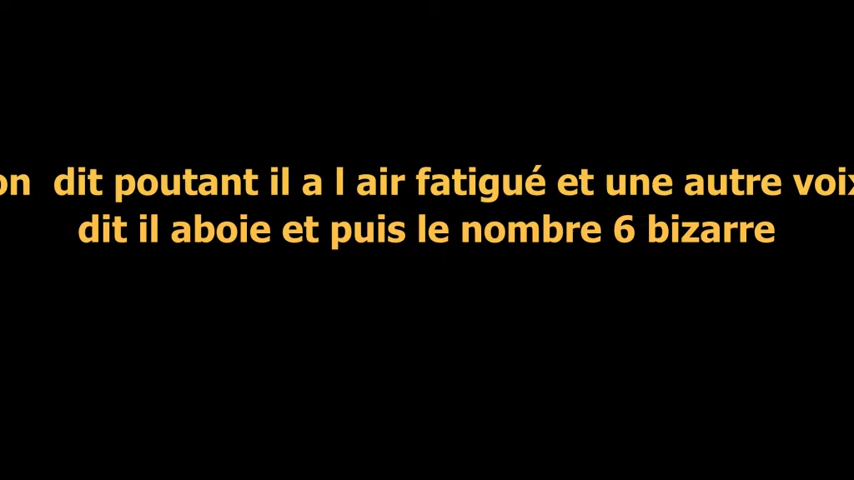 on dit poutant il a l air fatigué et une autre voix
dit il aboie et puis le nombre 6 bizarre